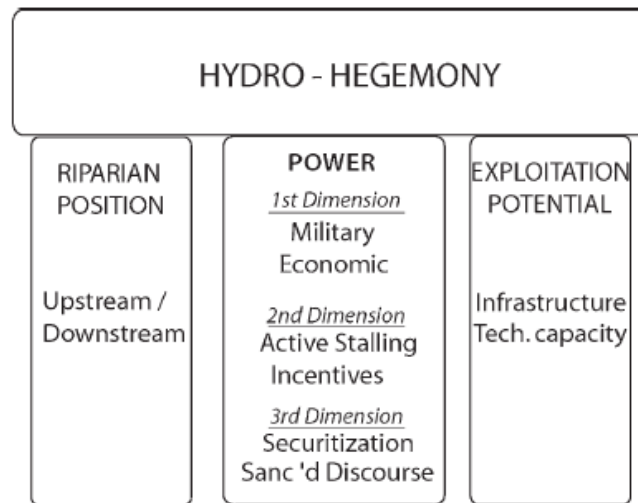 HYDRO - HEGEMONY
RIPARIAN
POSITION
Upstream /
Downstream
POWER
1st Dimension
Military
Economic
2nd Dimension
Active Stalling
Incentives
3rd Dimension
Securitization
Sanc 'd Discourse
EXPLOITATION
POTENTIAL
Infrastructure
Tech. capacity